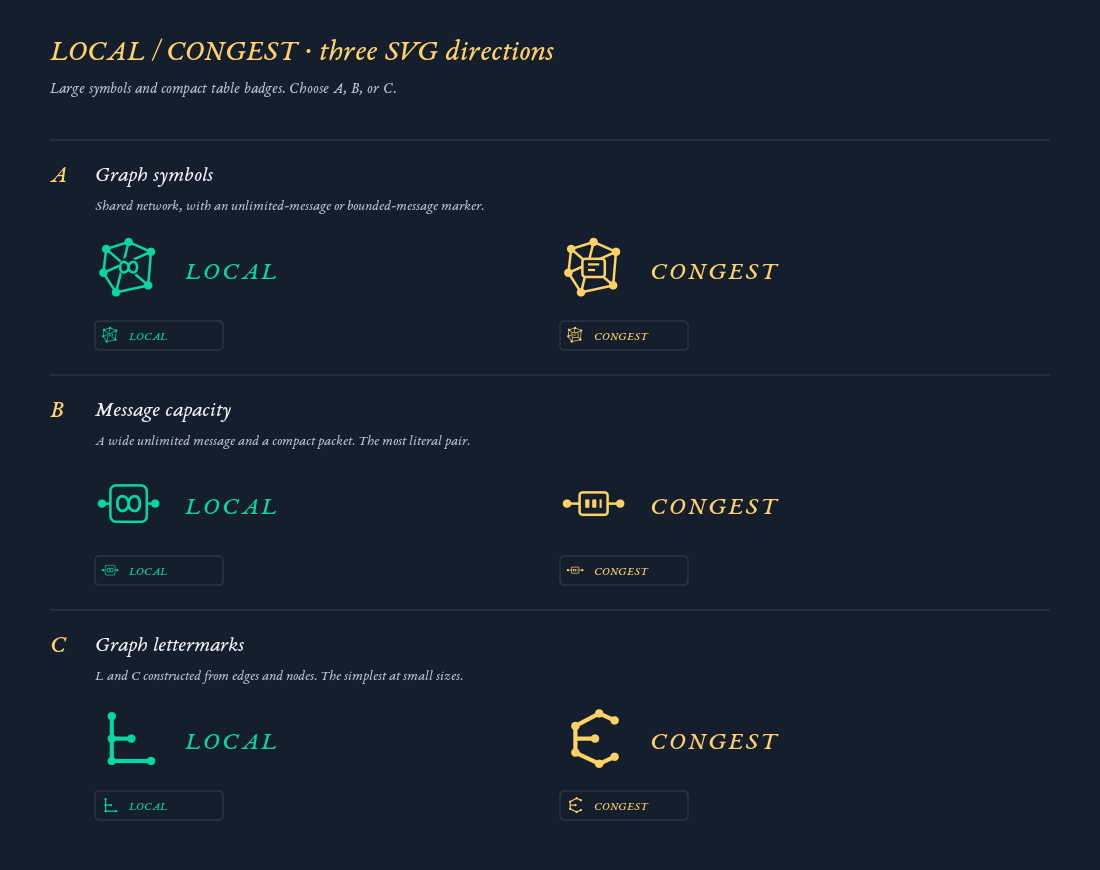 LOCAL / CONGEST · three SVG directions
Large symbols and compact table badges. Choose A, B, or C.
A Graph symbols
Shared network, with an unlimited-message or bounded-message marker.
LOCAL CONGEST
LOCAL CONGEST
B Message capacity
A wide unlimited message and a compact packet. The most literal pair.
LOCAL CONGEST
LOCAL CONGEST
C Graph lettermarks
L and C constructed from edges and nodes. The simplest at small sizes.
LOCAL CONGEST
LOCAL CONGEST